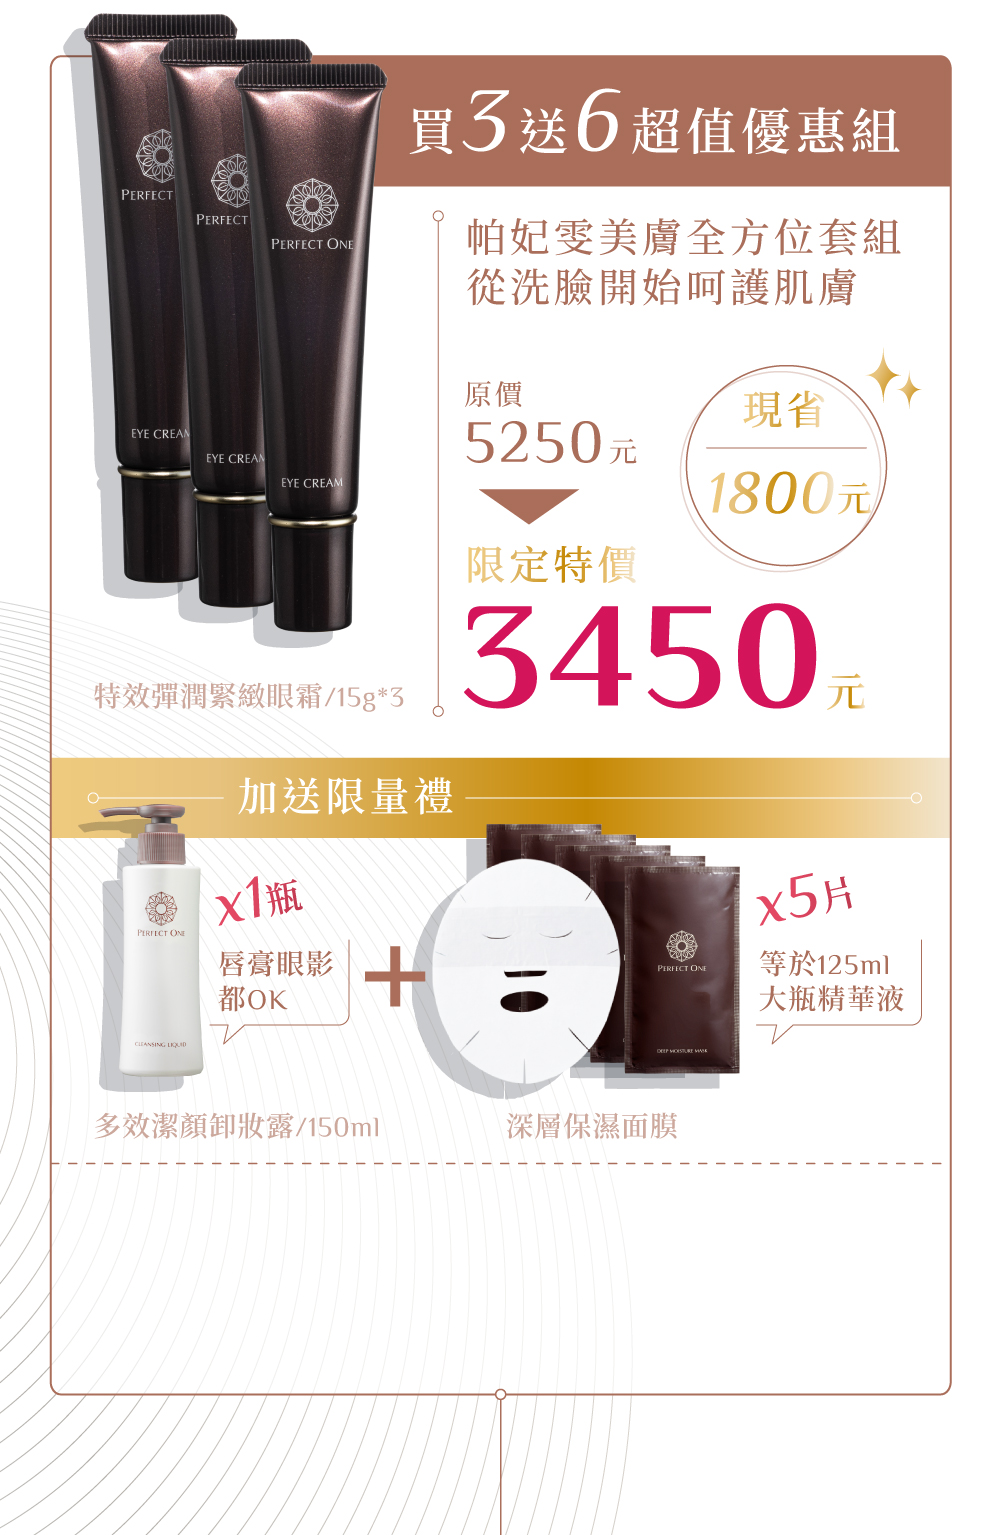 買3送6超值優惠組
PERFECT
PERFECT
PERFECT ONE
EYE CREAM
EYE CREAM
EYE CREAM
帕妃雯美膚全方位套組
從洗臉開始呵護肌膚
原價
5250元
現省
1800元
限定特價
3450元
特效彈潤緊緻眼霜/15g*3
加送限量禮
PERFECT ONE
CLEANSING LIQUID
x1瓶
唇膏眼影
都OK
+
PERFECT ONE
DEEP MOISTURE MASK
x5片
等於125ml
大瓶精華液
多效潔顏卸妝露/150ml
深層保濕面膜